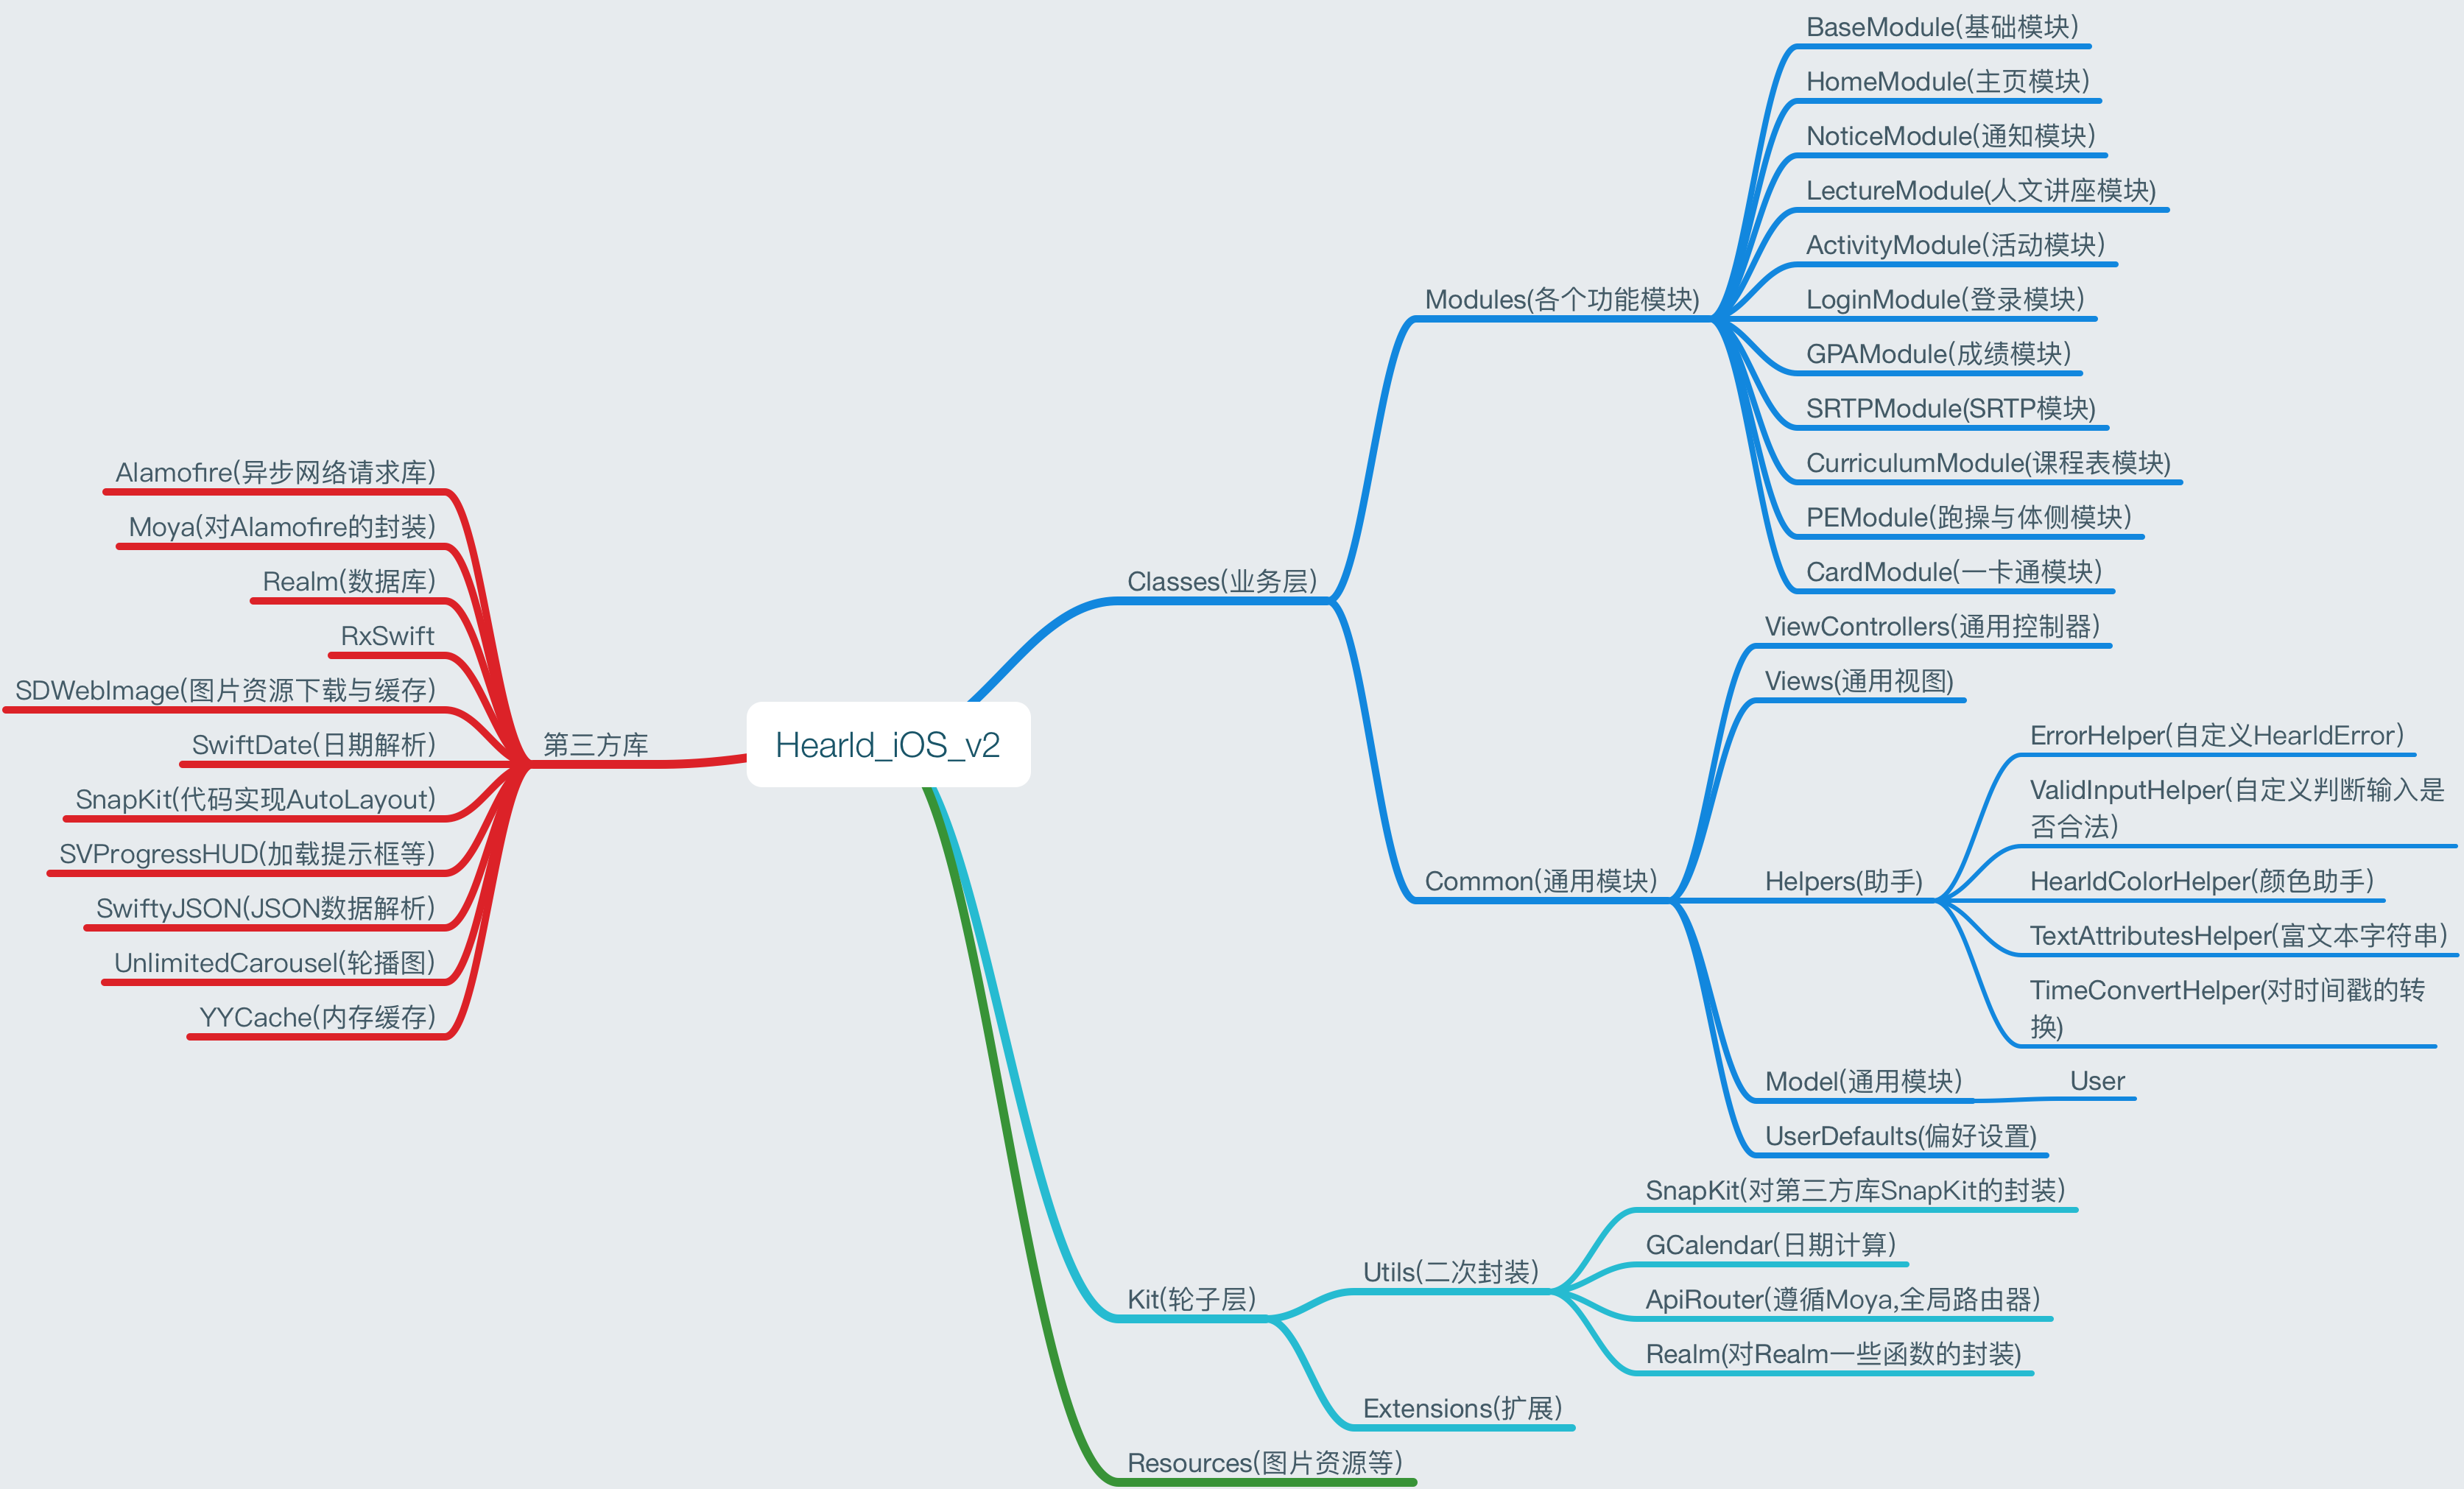 Hearld_iOS_v2
Classes(业务层)
Modules(各个功能模块)
BaseModule(基础模块)
HomeModule(主页模块)
NoticeModule(通知模块)
LectureModule(人文讲座模块)
ActivityModule(活动模块)
LoginModule(登录模块)
GPAModule(成绩模块)
SRTPModule(SRTP模块)
CurriculumModule(课程表模块)
PEModule(跑操与体侧模块)
CardModule(一卡通模块)
Common(通用模块)
ViewControllers(通用控制器)
Views(通用视图)
Helpers(助手)
ErrorHelper(自定义HearldError)
ValidInputHelper(自定义判断输入是
否合法)
HearldColorHelper(颜色助手)
TextAttributesHelper(富文本字符串)
TimeConvertHelper(对时间戳的转
换)
Model(通用模块)
User
UserDefaults(偏好设置)
Kit(轮子层)
Utils(二次封装)
SnapKit(对第三方库SnapKit的封装)
GCalendar(日期计算)
ApiRouter(遵循Moya,全局路由器)
Realm(对Realm一些函数的封装)
Extensions(扩展)
Resources(图片资源等)
第三方库
Alamofire(异步网络请求库)
Moya(对Alamofire的封装)
Realm(数据库)
RxSwift
SDWebImage(图片资源下载与缓存)
SwiftDate(日期解析)
SnapKit(代码实现AutoLayout)
SVProgressHUD(加载提示框等)
SwiftyJSON(JSON数据解析)
UnlimitedCarousel(轮播图)
YYCache(内存缓存)